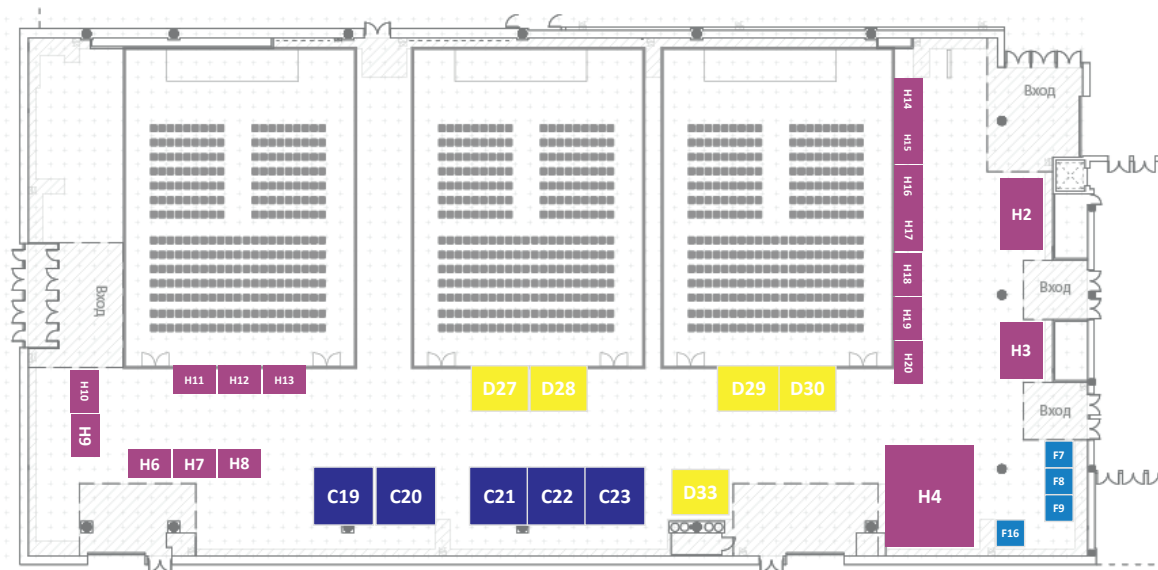 H14
Вход
H15
H16
H2
H17
H18
Вход
Вход
H19
H3
H20
H10
H11
H12
H13
D27
D28
D29
D30
Вход
H9
H6
H7
H8
F7
F8
C19
C20
C21
C22
C23
D33
H4
F9
F16